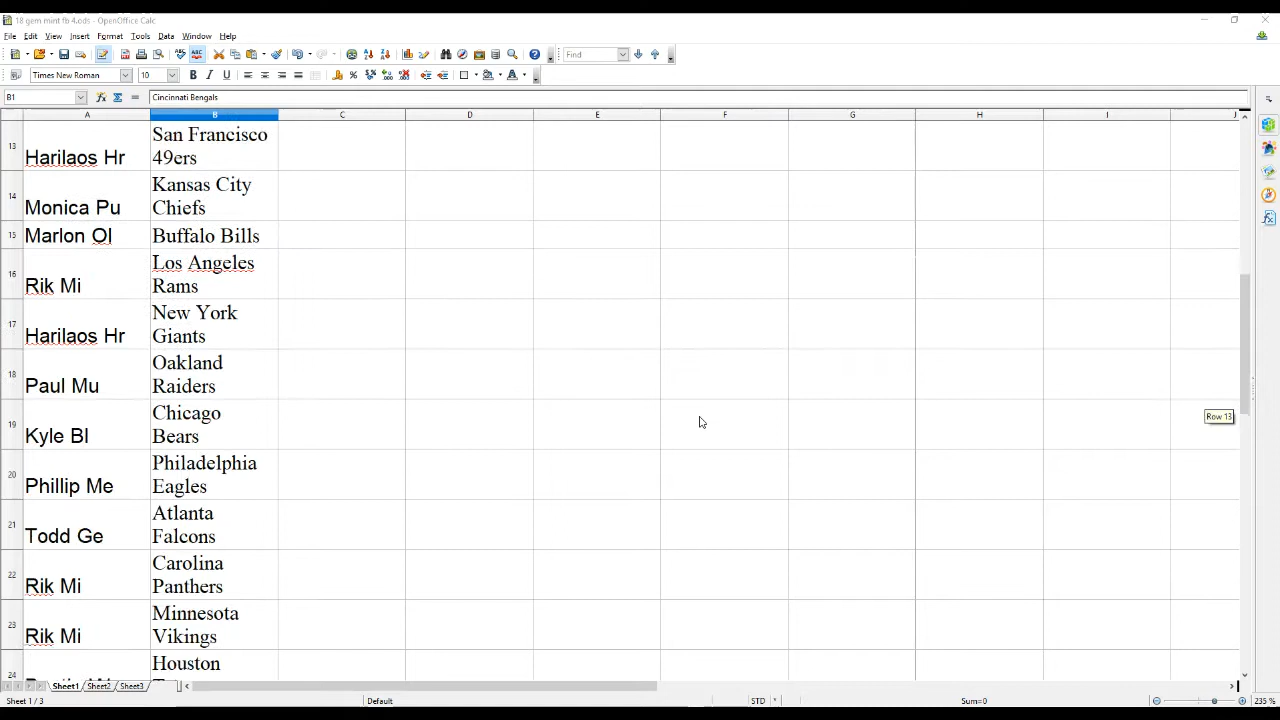 18 gem mint fb 4.ods - OpenOffice Calc
File Edit View Insert Format Tools Data Window Help
Find
Times New Roman 10
B1 Cincinnati Bengals
A B C D E F G H I J
13 Harilaos Hr San Francisco
49ers
14 Monica Pu Kansas City
Chiefs
15 Marlon Ol Buffalo Bills
16 Rik Mi Los Angeles
Rams
17 Harilaos Hr New York
Giants
18 Paul Mu Oakland
Raiders
19 Kyle Bl Chicago
Bears
Row 13
20 Phillip Me Philadelphia
Eagles
21 Todd Ge Atlanta
Falcons
22 Rik Mi Carolina
Panthers
23 Rik Mi Minnesota
Vikings
24 Houston
Sheet1 Sheet2 Sheet3
Sheet 1 / 3 Default STD * Sum=0 235 %